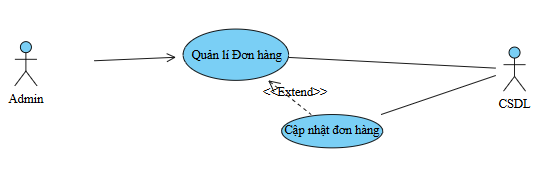 Quản lí Đơn hàng
Admin
<<Extend>>
CSDL
Cập nhật đơn hàng